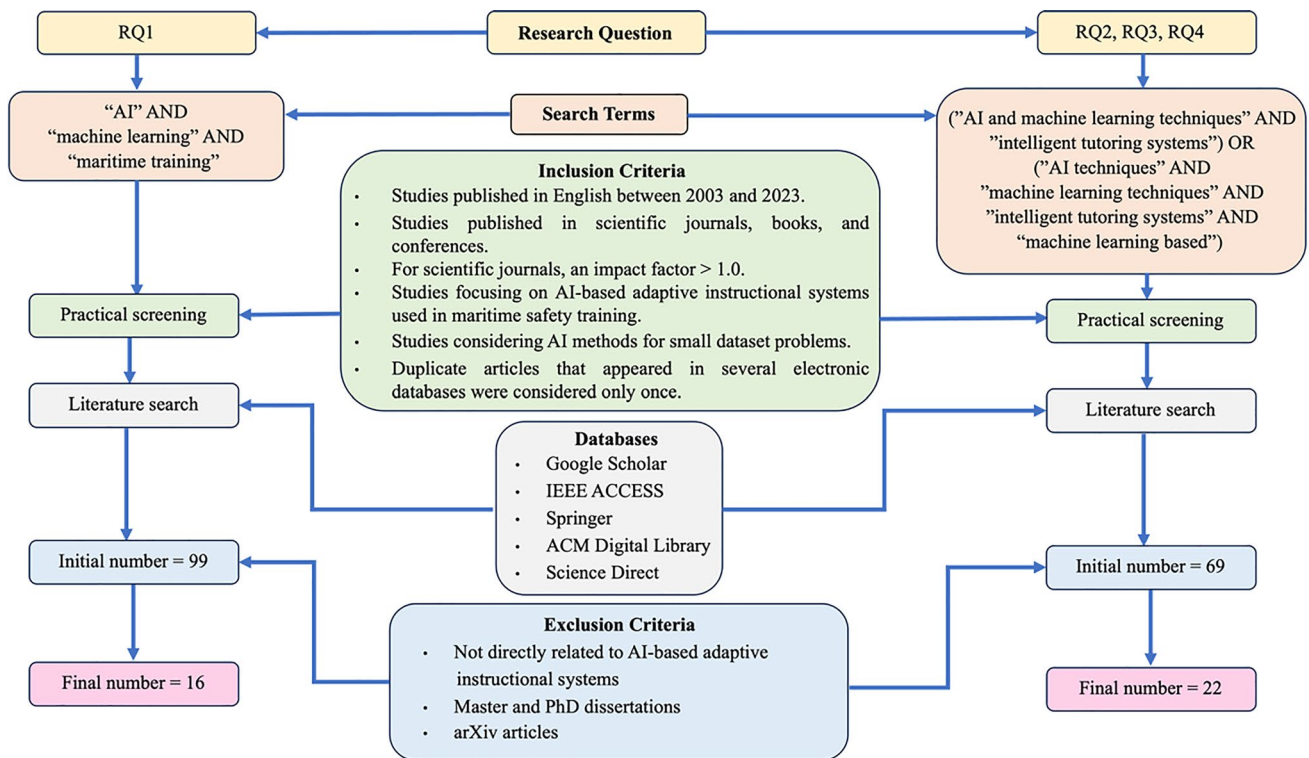 RQ1
Research Question
RQ2, RQ3, RQ4
“AI” AND
“machine learning” AND
“maritime training”
Search Terms
(”AI and machine learning techniques” AND
”intelligent tutoring systems”) OR
(”AI techniques” AND
”machine learning techniques” AND
”intelligent tutoring systems” AND
“machine learning based”)
Inclusion Criteria
• Studies published in English between 2003 and 2023.
• Studies published in scientific journals, books, and
conferences.
• For scientific journals, an impact factor > 1.0.
• Studies focusing on AI-based adaptive instructional systems
used in maritime safety training.
• Studies considering AI methods for small dataset problems.
• Duplicate articles that appeared in several electronic
databases were considered only once.
Practical screening
Practical screening
Literature search
Literature search
Databases
• Google Scholar
• IEEE ACCESS
• Springer
• ACM Digital Library
• Science Direct
Initial number = 99
Initial number = 69
Exclusion Criteria
• Not directly related to AI-based adaptive
instructional systems
• Master and PhD dissertations
• arXiv articles
Final number = 16
Final number = 22